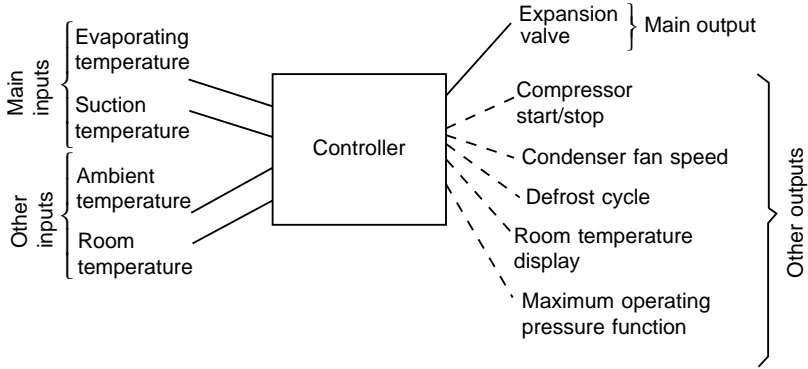 Main
inputs
Evaporating
temperature
Suction
temperature
Other
inputs
Ambient
temperature
Room
temperature
Controller
Expansion
valve
Main output
Compressor
start/stop
Condenser fan speed
Defrost cycle
Room temperature
display
Maximum operating
pressure function
Other outputs